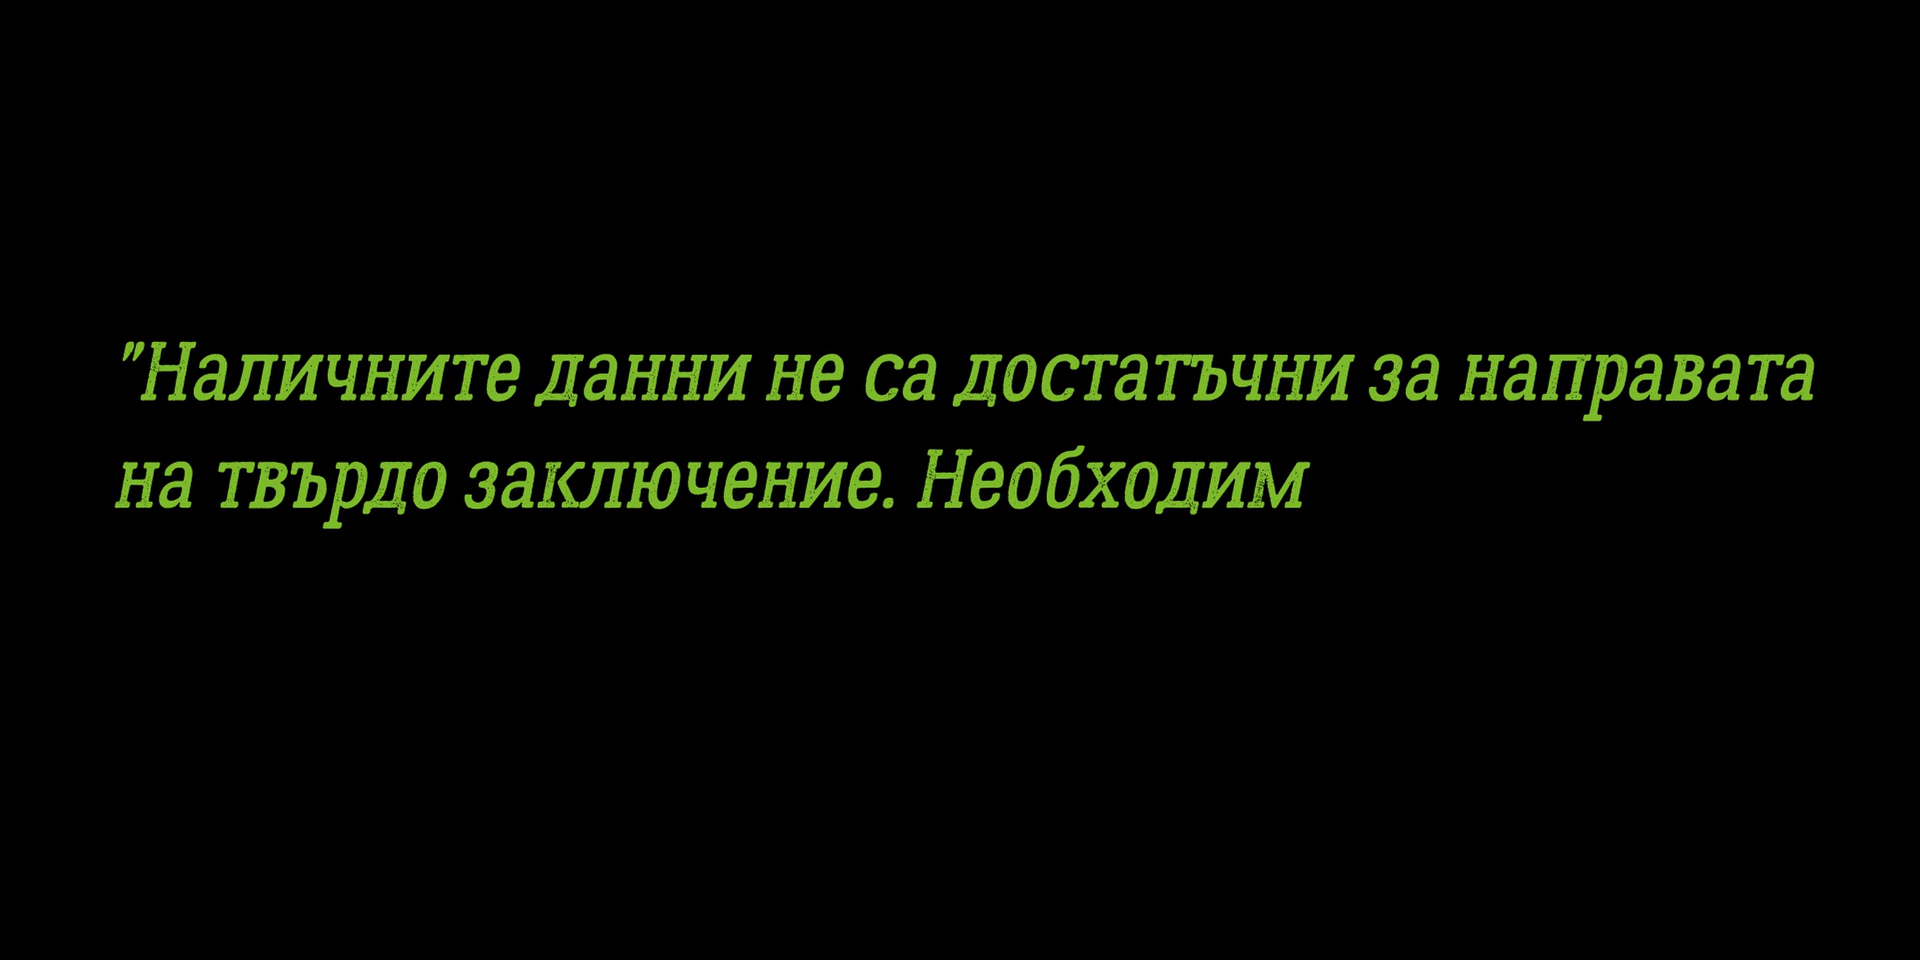 "Наличните данни не са достатъчни за направата
на твърдо заключение. Необходим